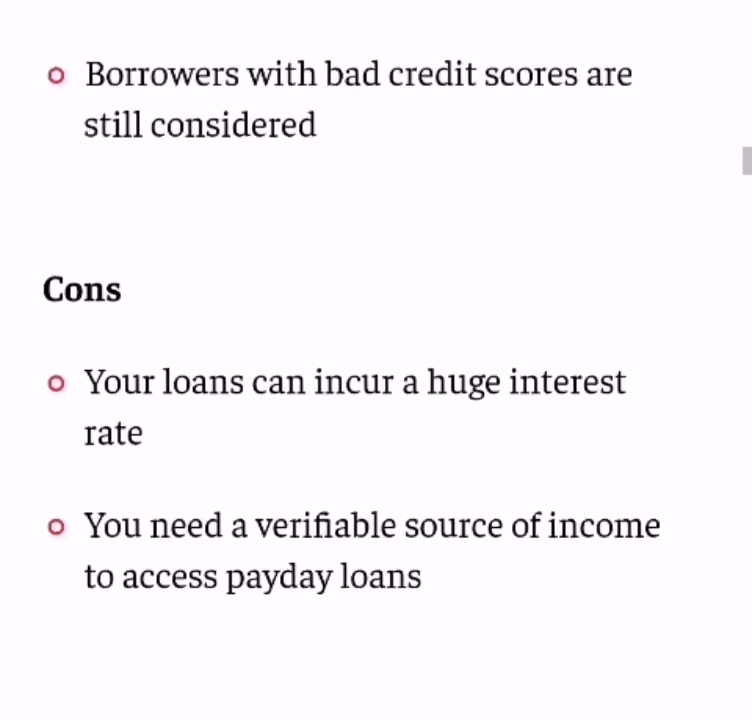 Borrowers with bad credit scores are
still considered
Cons
Your loans can incur a huge interest
rate
You need a verifiable source of income
to access payday loans